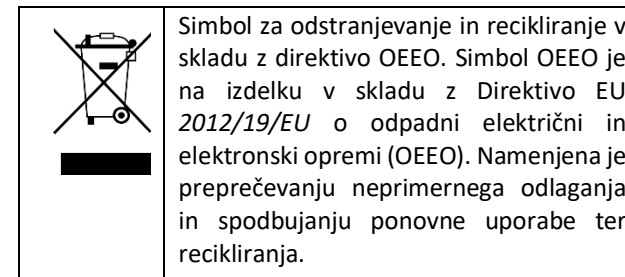 Simbol za odstranjevanje in recikliranje v
skladu z direktivo OEEO. Simbol OEEO je
na izdelku v skladu z Direktivo EU
2012/19/EU o odpadni električni in
elektronski opremi (OEEO). Namenjena je
preprečevanju neprimernega odlaganja
in spodbujanju ponovne uporabe ter
recikliranja.